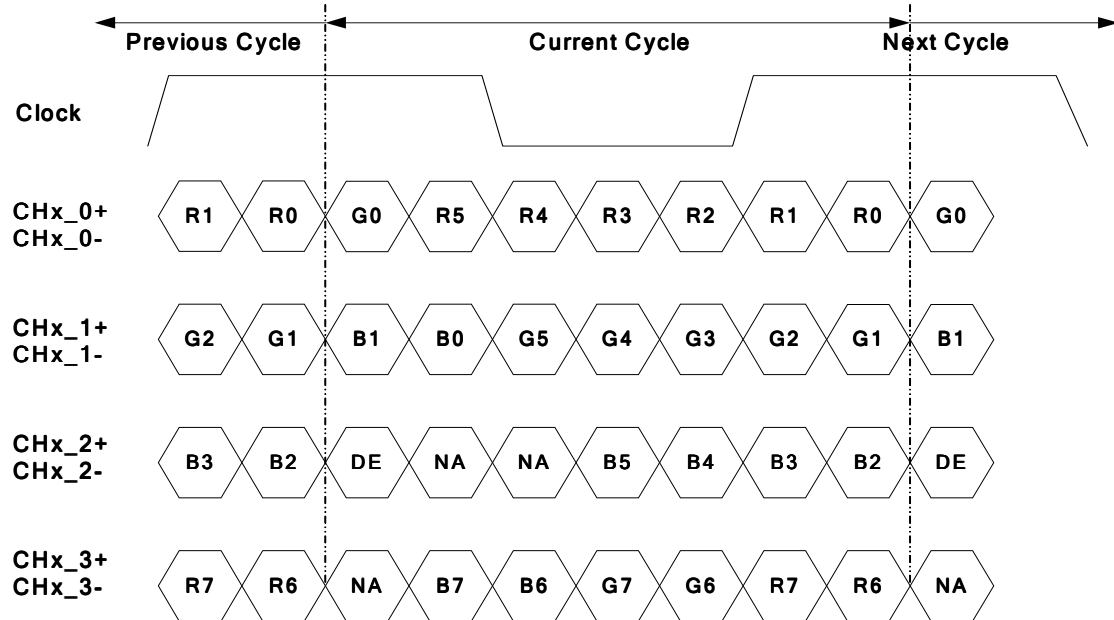 Previous Cycle Current Cycle Next Cycle
Clock
CHx_0+
CHx_0-
R1 R0 G0 R5 R4 R3 R2 R1 R0 G0
CHx_1+
CHx_1-
G2 G1 B1 B0 G5 G4 G3 G2 G1 B1
CHx_2+
CHx_2-
B3 B2 DE NA NA B5 B4 B3 B2 DE
CHx_3+
CHx_3-
R7 R6 NA B7 B6 G7 G6 R7 R6 NA